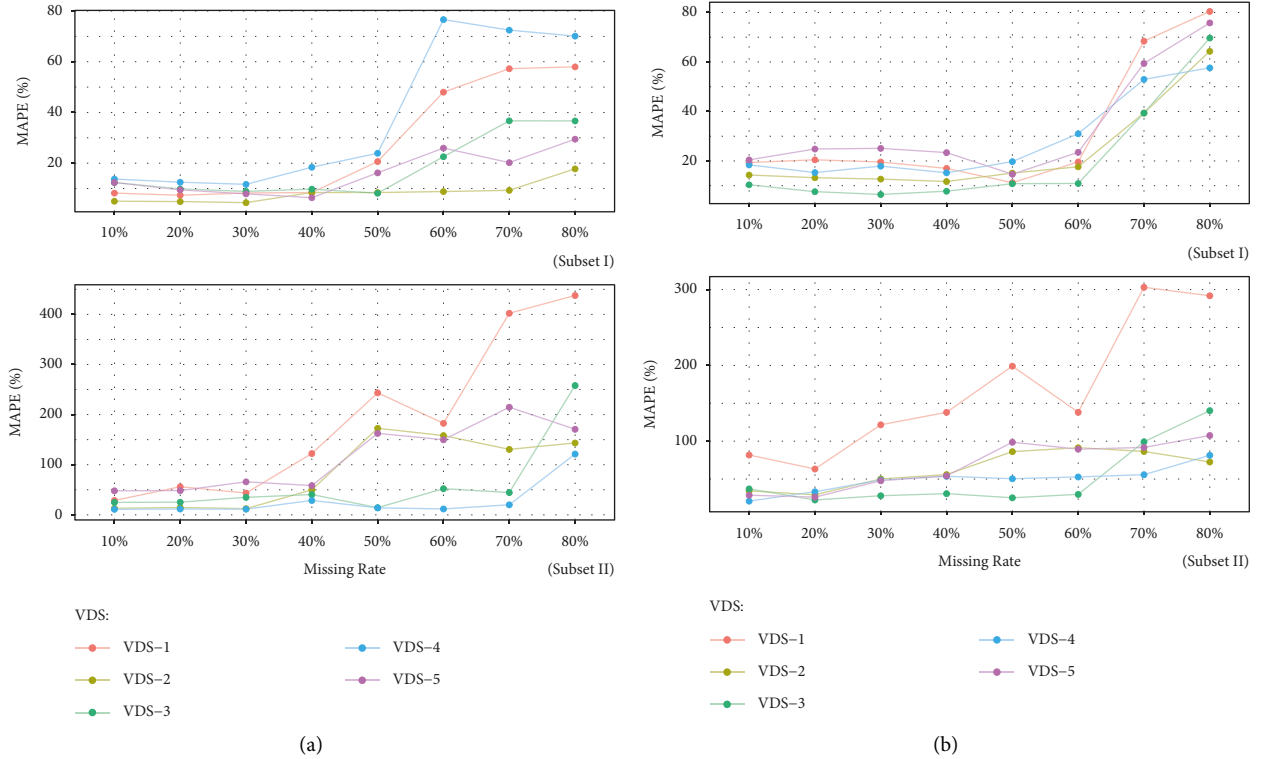 80
60
40
20
MAPE (%)
10% 20% 30% 40% 50% 60% 70% 80%
(Subset I)
400
300
200
100
0
MAPE (%)
10% 20% 30% 40% 50% 60% 70% 80%
Missing Rate (Subset II)
VDS:
VDS−1 VDS−4
VDS−2 VDS−5
VDS−3
(a)
80
60
40
20
MAPE (%)
10% 20% 30% 40% 50% 60% 70% 80%
(Subset I)
300
200
100
MAPE (%)
10% 20% 30% 40% 50% 60% 70% 80%
Missing Rate (Subset II)
VDS:
VDS−1 VDS−4
VDS−2 VDS−5
VDS−3
(b)